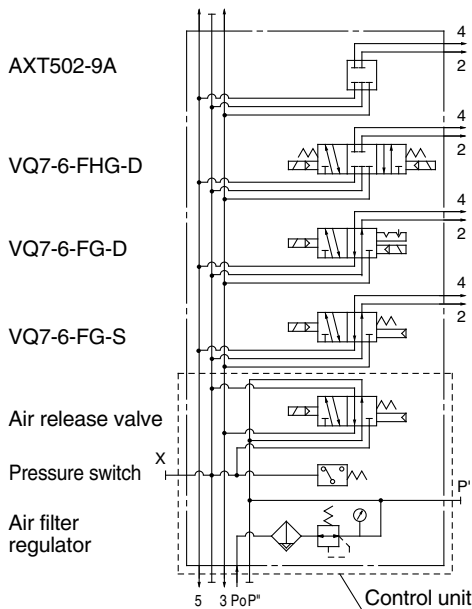 4
AXT502-9A
2
4
VQ7-6-FHG-D
2
4
VQ7-6-FG-D
2
4
VQ7-6-FG-S
2
Air release valve
X
Pressure switch
P'
Air filter
regulator
5 3 Po P"
Control unit